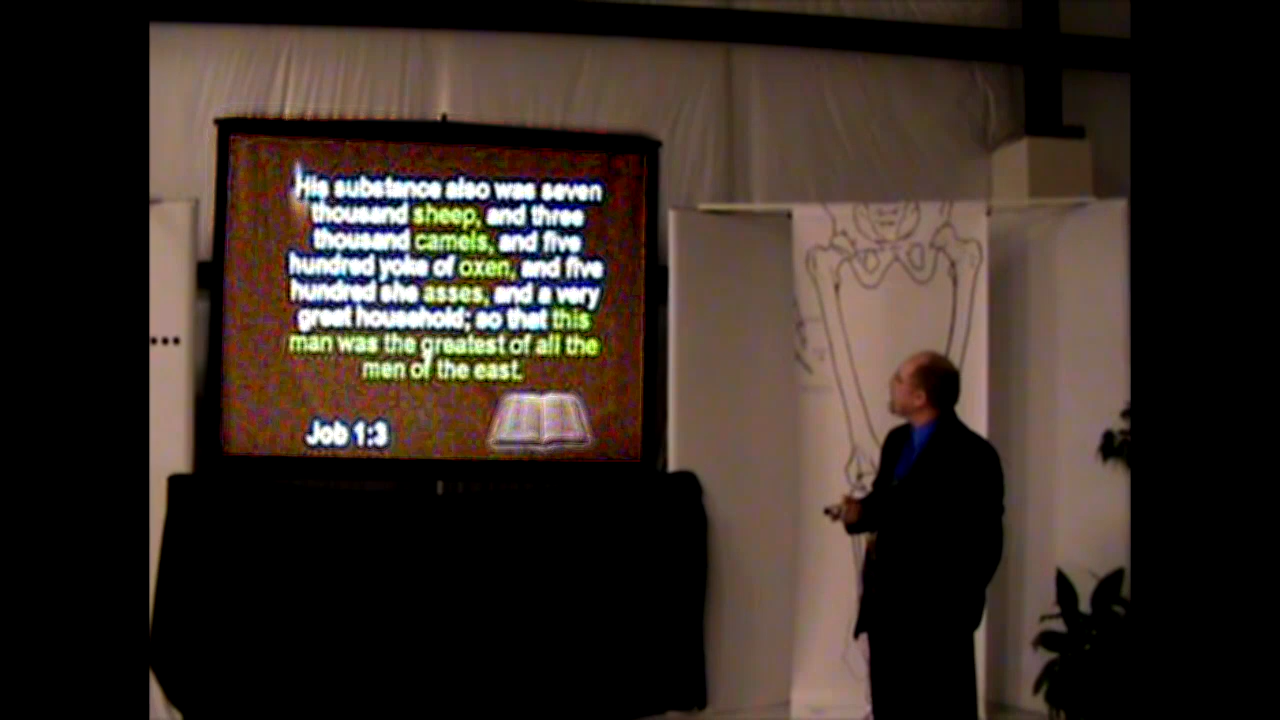 His substance also was seven
thousand sheep, and three
thousand camels, and five
hundred yoke of oxen, and five
hundred she asses, and a very
great household; so that this
man was the greatest of all the
men of the east.
Job 1:3